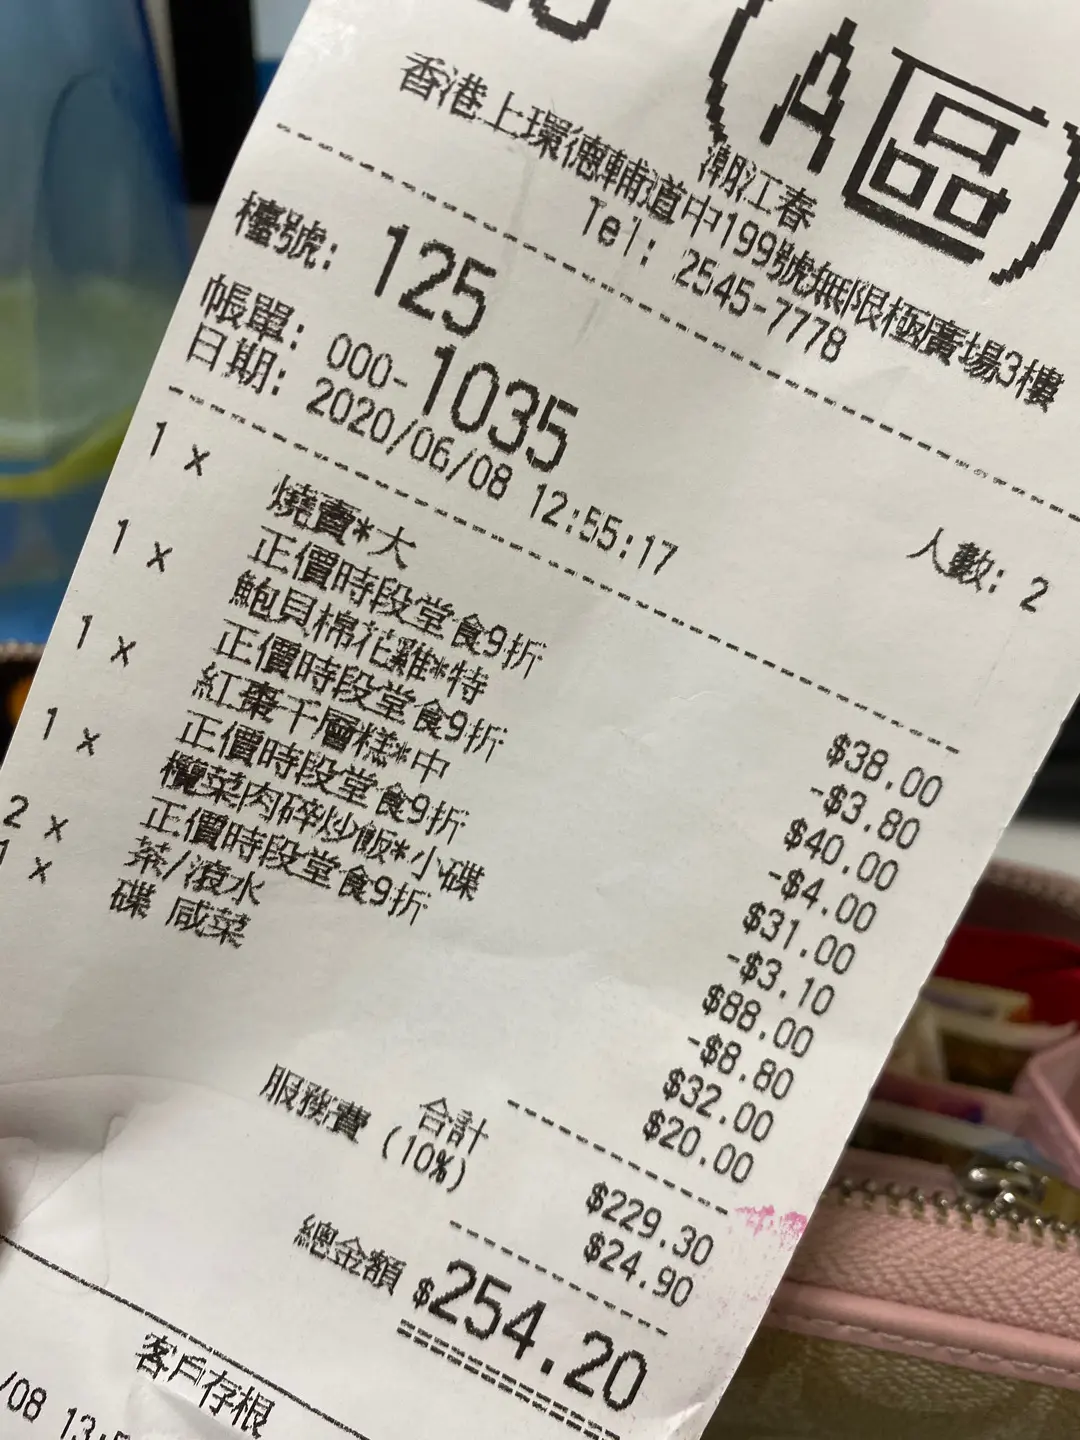 (A區)
潮江春
香港上環德輔道中199號無限極廣場3樓
Tel: 2545-7778
檯號: 125
帳單: 000-1035 人數: 2
日期: 2020/06/08 12:55:17
1 x 燒賣*大 $38.00
正價時段堂食9折 -$3.80
1 x 鮑貝棉花雞*特 $40.00
正價時段堂食9折 -$4.00
1 x 紅棗千層糕*中 $31.00
正價時段堂食9折 -$3.10
1 x 欖菜肉碎炒飯*小碟 $88.00
正價時段堂食9折 -$8.80
2 x 茶/滾水 $32.00
1 x 碟 咸菜 $20.00
合計 $229.30
服務費 (10%) $24.90
總金額 $254.20
客戶存根
/08